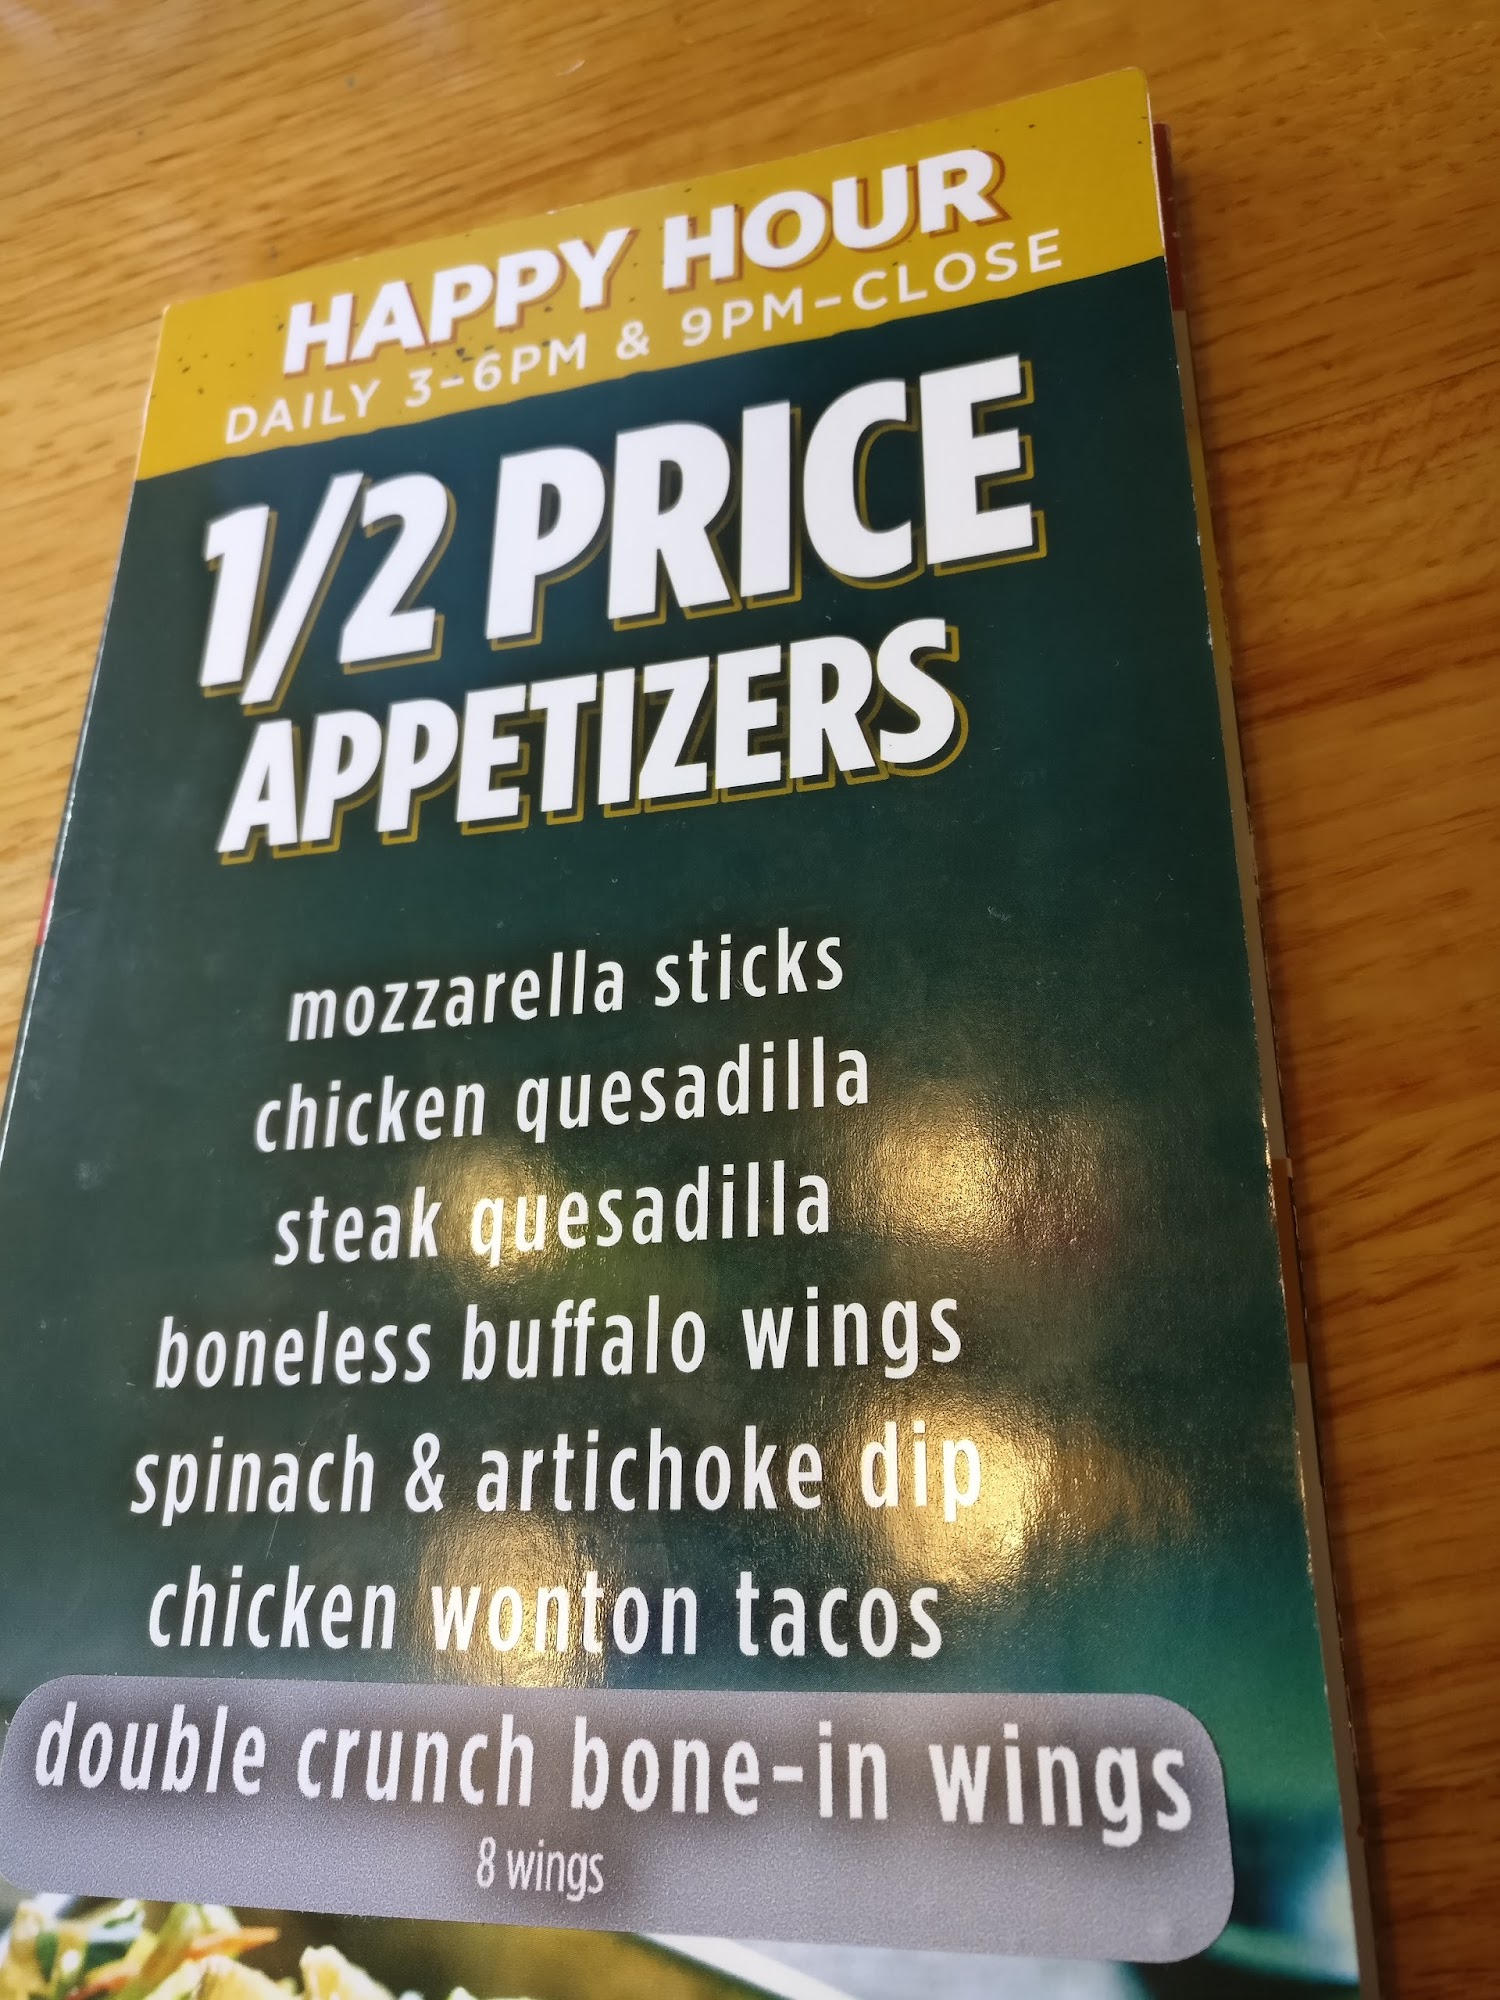 HAPPY HOUR
DAILY 3-6PM & 9PM-CLOSE
1/2 PRICE
APPETIZERS
mozzarella sticks
chicken quesadilla
steak quesadilla
boneless buffalo wings
spinach & artichoke dip
chicken wonton tacos
double crunch bone-in wings
8 wings